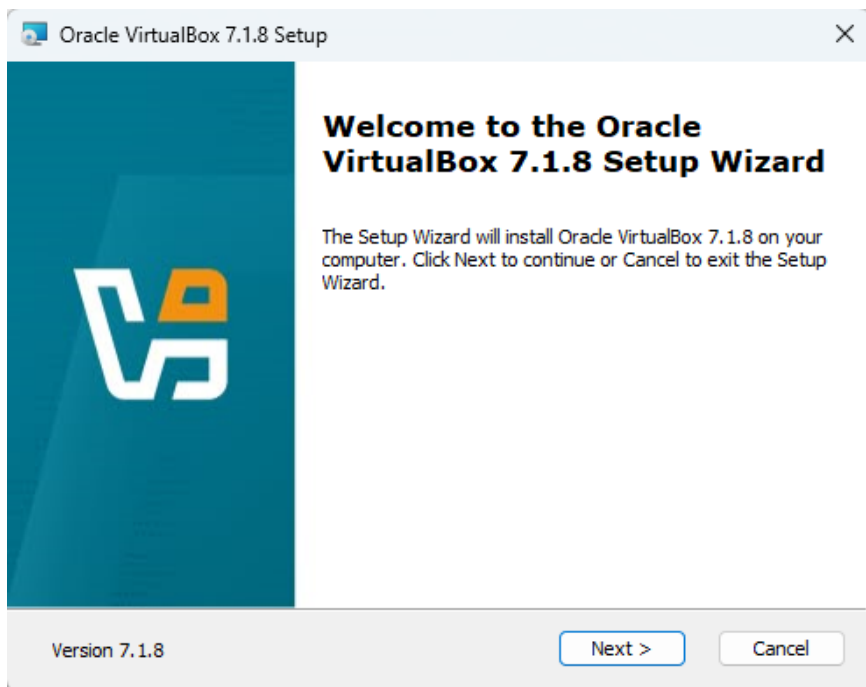 Oracle VirtualBox 7.1.8 Setup
Welcome to the Oracle
VirtualBox 7.1.8 Setup Wizard
The Setup Wizard will install Oracle VirtualBox 7.1.8 on your
computer. Click Next to continue or Cancel to exit the Setup
Wizard.
Version 7.1.8
Next >
Cancel